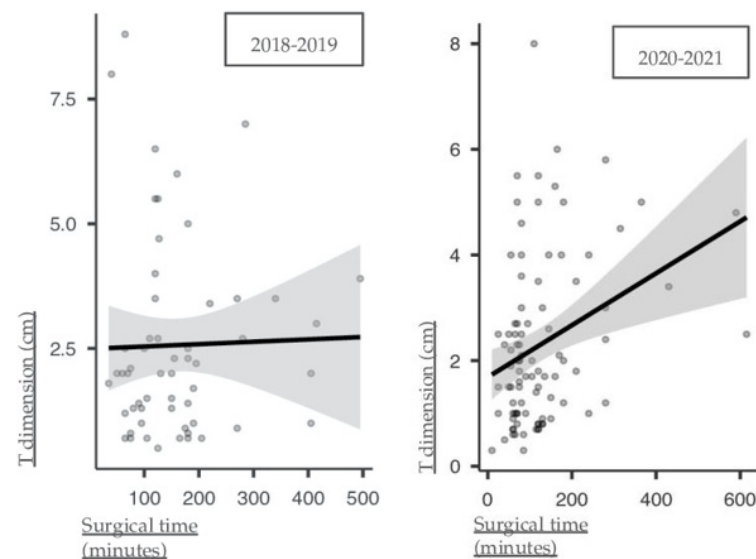 2018-2019
7.5
5.0
2.5
T dimension (cm)
100 200 300 400 500
Surgical time
(minutes)
2020-2021
8
6
4
2
0
T dimension (cm)
0 200 400 600
Surgical time
(minutes)